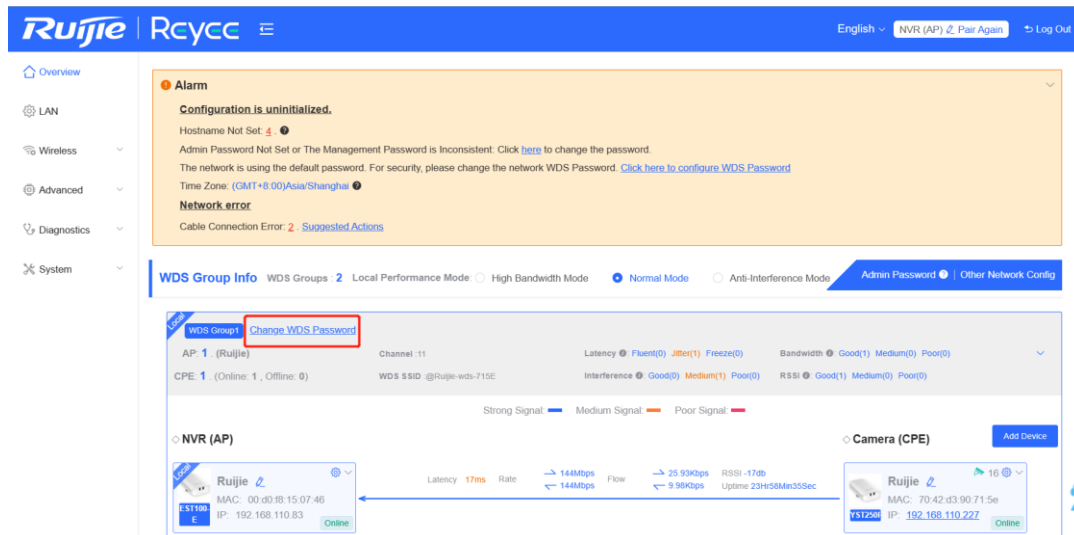 Ruijie | Reyee
English NVR (AP) Pair Again Log Out
Overview
LAN
Wireless
Advanced
Diagnostics
System
Alarm
Configuration is uninitialized.
Hostname Not Set: 4 .
Admin Password Not Set or The Management Password is Inconsistent: Click here to change the password.
The network is using the default password. For security, please change the network WDS Password. Click here to configure WDS Password
Time Zone: (GMT+8:00)Asia/Shanghai
Network error
Cable Connection Error: 2 . Suggested Actions
WDS Group Info WDS Groups : 2 Local Performance Mode: High Bandwidth Mode Normal Mode Anti-Interference Mode Admin Password | Other Network Config
Local
WDS Group1 Change WDS Password
AP: 1 . (Ruijie) Channel :11 Latency : Fluent(0) Jitter(1) Freeze(0) Bandwidth : Good(1) Medium(0) Poor(0)
CPE: 1 . (Online: 1 , Offline: 0) WDS SSID :@Ruijie-wds-715E Interference : Good(0) Medium(1) Poor(0) RSSI : Good(1) Medium(0) Poor(0)
Strong Signal: Medium Signal: Poor Signal:
NVR (AP) Camera (CPE) Add Device
Local
Ruijie
MAC: 00:d0:f8:15:07:46
IP: 192.168.110.83
EST100-E
Online
Latency 17ms Rate 144Mbps 144Mbps Flow 25.93Kbps 9.98Kbps RSSI -17db Uptime 23Hr58Min35Sec
16
Ruijie
MAC: 70:42:d3:90:71:5e
YST250F IP: 192.168.110.227
Online